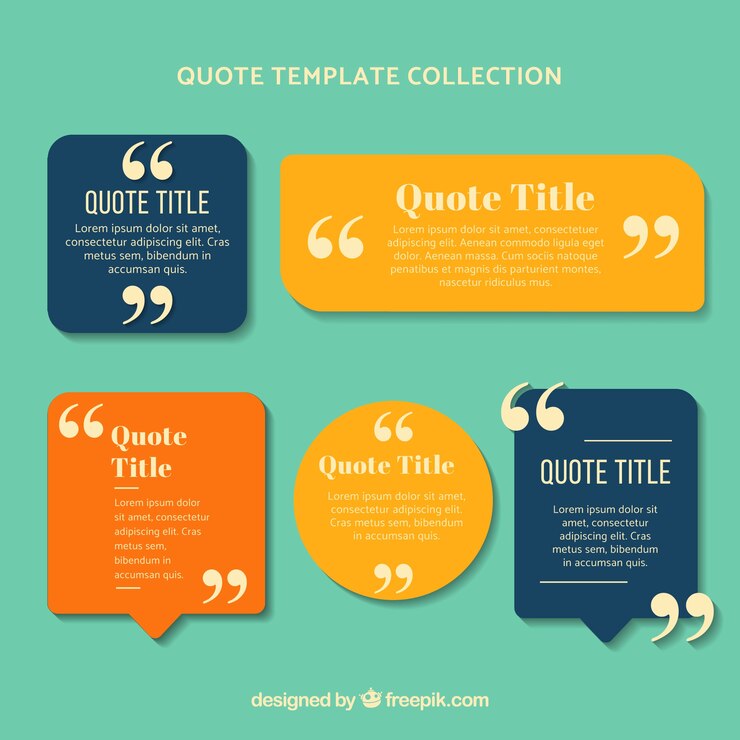 QUOTE TEMPLATE COLLECTION
“
QUOTE TITLE
Lorem ipsum dolor sit amet,
consectetur adipiscing elit. Cras
metus sem, bibendum in
accumsan quis.
”
Quote Title
“
Lorem ipsum dolor sit amet, consectetuer
adipiscing elit. Aenean commodo ligula eget
dolor. Aenean massa. Cum sociis natoque
penatibus et magnis dis parturient montes,
nascetur ridiculus mus.
”
“
Quote
Title
Lorem ipsum dolor
sit amet, consectetur
adipiscing elit. Cras
metus sem,
bibendum in
accumsan quis.
”
“
Quote Title
Lorem ipsum dolor sit amet,
consectetur adipiscing elit. Cras
metus sem, bibendum in
accumsan quis.
”
“
QUOTE TITLE
Lorem ipsum dolor sit
amet, consectetur
adipiscing elit. Cras
metus sem, bibendum
in accumsan quis.
”
designed by freepik.com